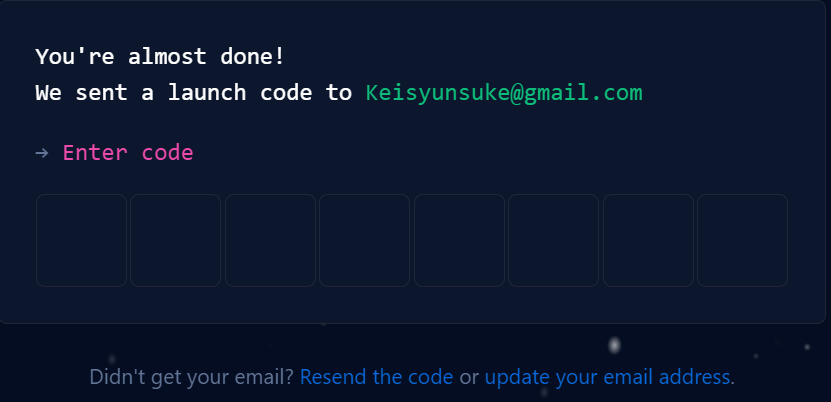 You're almost done!
We sent a launch code to Keisyunsuke@gmail.com
→ Enter code
Didn't get your email? Resend the code or update your email address.